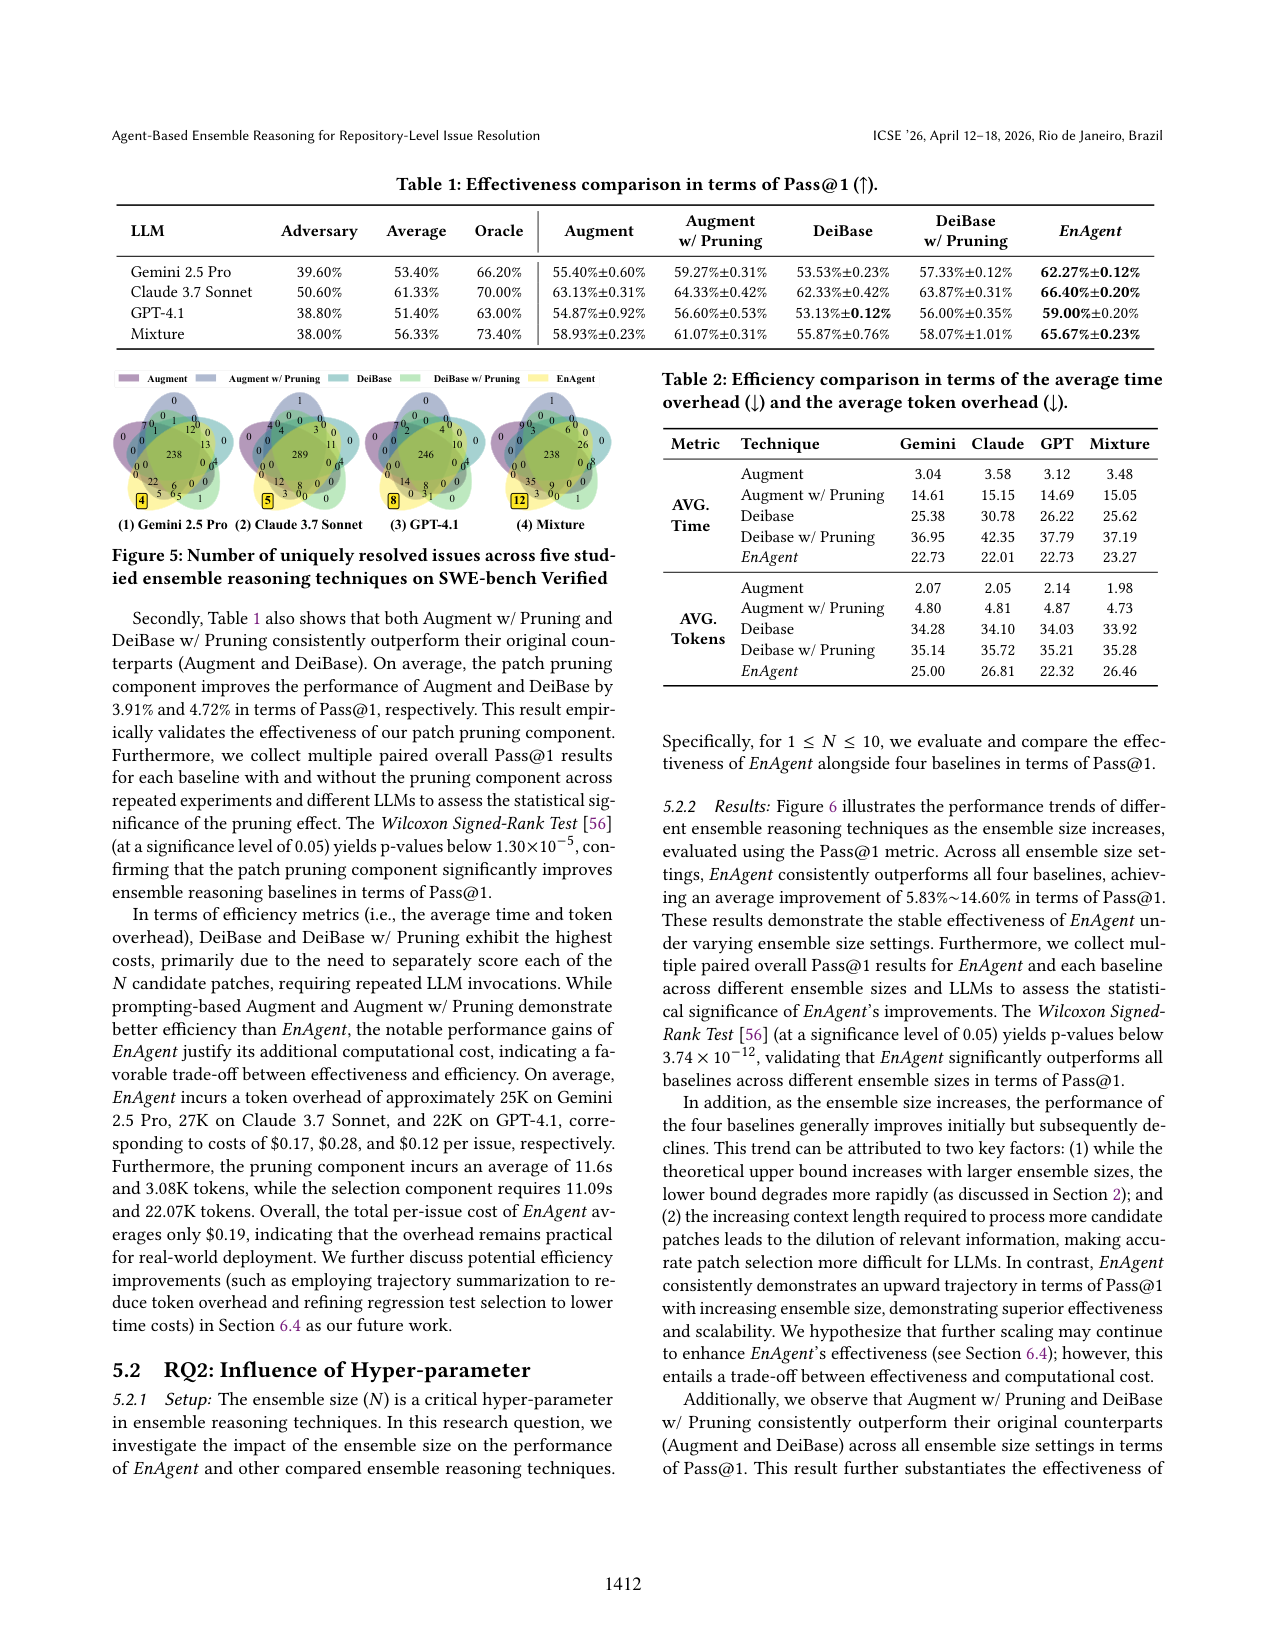 Agent-Based Ensemble Reasoning for Repository-Level Issue Resolution
ICSE ’26, April 12–18, 2026, Rio de Janeiro, Brazil
Table 1: Effectiveness comparison in terms of Pass@1 (↑).
LLM Adversary Average Oracle Augment Augment w/ Pruning DeiBase DeiBase w/ Pruning EnAgent
Gemini 2.5 Pro 39.60% 53.40% 66.20% 55.40%±0.60% 59.27%±0.31% 53.53%±0.23% 57.33%±0.12% 62.27%±0.12%
Claude 3.7 Sonnet 50.60% 61.33% 70.00% 63.13%±0.31% 64.33%±0.42% 62.33%±0.42% 63.87%±0.31% 66.40%±0.20%
GPT-4.1 38.80% 51.40% 63.00% 54.87%±0.92% 56.60%±0.53% 53.13%±0.12% 56.00%±0.35% 59.00%±0.20%
Mixture 38.00% 56.33% 73.40% 58.93%±0.23% 61.07%±0.31% 55.87%±0.76% 58.07%±1.01% 65.67%±0.23%
Augment Augment w/ Pruning DeiBase DeiBase w/ Pruning EnAgent
238 289 246 238
4 5 8 12
(1) Gemini 2.5 Pro (2) Claude 3.7 Sonnet (3) GPT-4.1 (4) Mixture
Figure 5: Number of uniquely resolved issues across five stud-
ied ensemble reasoning techniques on SWE-bench Verified
Secondly, Table 1 also shows that both Augment w/ Pruning and
DeiBase w/ Pruning consistently outperform their original coun-
terparts (Augment and DeiBase). On average, the patch pruning
component improves the performance of Augment and DeiBase by
3.91% and 4.72% in terms of Pass@1, respectively. This result empir-
ically validates the effectiveness of our patch pruning component.
Furthermore, we collect multiple paired overall Pass@1 results
for each baseline with and without the pruning component across
repeated experiments and different LLMs to assess the statistical sig-
nificance of the pruning effect. The Wilcoxon Signed-Rank Test [56]
(at a significance level of 0.05) yields p-values below 1.30×10−5, con-
firming that the patch pruning component significantly improves
ensemble reasoning baselines in terms of Pass@1.
In terms of efficiency metrics (i.e., the average time and token
overhead), DeiBase and DeiBase w/ Pruning exhibit the highest
costs, primarily due to the need to separately score each of the
N candidate patches, requiring repeated LLM invocations. While
prompting-based Augment and Augment w/ Pruning demonstrate
better efficiency than EnAgent, the notable performance gains of
EnAgent justify its additional computational cost, indicating a fa-
vorable trade-off between effectiveness and efficiency. On average,
EnAgent incurs a token overhead of approximately 25K on Gemini
2.5 Pro, 27K on Claude 3.7 Sonnet, and 22K on GPT-4.1, corre-
sponding to costs of $0.17, $0.28, and $0.12 per issue, respectively.
Furthermore, the pruning component incurs an average of 11.6s
and 3.08K tokens, while the selection component requires 11.09s
and 22.07K tokens. Overall, the total per-issue cost of EnAgent av-
erages only $0.19, indicating that the overhead remains practical
for real-world deployment. We further discuss potential efficiency
improvements (such as employing trajectory summarization to re-
duce token overhead and refining regression test selection to lower
time costs) in Section 6.4 as our future work.
5.2 RQ2: Influence of Hyper-parameter
5.2.1 Setup: The ensemble size (N) is a critical hyper-parameter
in ensemble reasoning techniques. In this research question, we
investigate the impact of the ensemble size on the performance
of EnAgent and other compared ensemble reasoning techniques.
Table 2: Efficiency comparison in terms of the average time
overhead (↓) and the average token overhead (↓).
Metric Technique Gemini Claude GPT Mixture
AVG. Time
Augment 3.04 3.58 3.12 3.48
Augment w/ Pruning 14.61 15.15 14.69 15.05
Deibase 25.38 30.78 26.22 25.62
Deibase w/ Pruning 36.95 42.35 37.79 37.19
EnAgent 22.73 22.01 22.73 23.27
AVG. Tokens
Augment 2.07 2.05 2.14 1.98
Augment w/ Pruning 4.80 4.81 4.87 4.73
Deibase 34.28 34.10 34.03 33.92
Deibase w/ Pruning 35.14 35.72 35.21 35.28
EnAgent 25.00 26.81 22.32 26.46
Specifically, for 1 ≤ N ≤ 10, we evaluate and compare the effec-
tiveness of EnAgent alongside four baselines in terms of Pass@1.
5.2.2 Results: Figure 6 illustrates the performance trends of differ-
ent ensemble reasoning techniques as the ensemble size increases,
evaluated using the Pass@1 metric. Across all ensemble size set-
tings, EnAgent consistently outperforms all four baselines, achiev-
ing an average improvement of 5.83%~14.60% in terms of Pass@1.
These results demonstrate the stable effectiveness of EnAgent un-
der varying ensemble size settings. Furthermore, we collect mul-
tiple paired overall Pass@1 results for EnAgent and each baseline
across different ensemble sizes and LLMs to assess the statisti-
cal significance of EnAgent’s improvements. The Wilcoxon Signed-
Rank Test [56] (at a significance level of 0.05) yields p-values below
3.74 × 10−12, validating that EnAgent significantly outperforms all
baselines across different ensemble sizes in terms of Pass@1.
In addition, as the ensemble size increases, the performance of
the four baselines generally improves initially but subsequently de-
clines. This trend can be attributed to two key factors: (1) while the
theoretical upper bound increases with larger ensemble sizes, the
lower bound degrades more rapidly (as discussed in Section 2); and
(2) the increasing context length required to process more candidate
patches leads to the dilution of relevant information, making accu-
rate patch selection more difficult for LLMs. In contrast, EnAgent
consistently demonstrates an upward trajectory in terms of Pass@1
with increasing ensemble size, demonstrating superior effectiveness
and scalability. We hypothesize that further scaling may continue
to enhance EnAgent’s effectiveness (see Section 6.4); however, this
entails a trade-off between effectiveness and computational cost.
Additionally, we observe that Augment w/ Pruning and DeiBase
w/ Pruning consistently outperform their original counterparts
(Augment and DeiBase) across all ensemble size settings in terms
of Pass@1. This result further substantiates the effectiveness of
1412